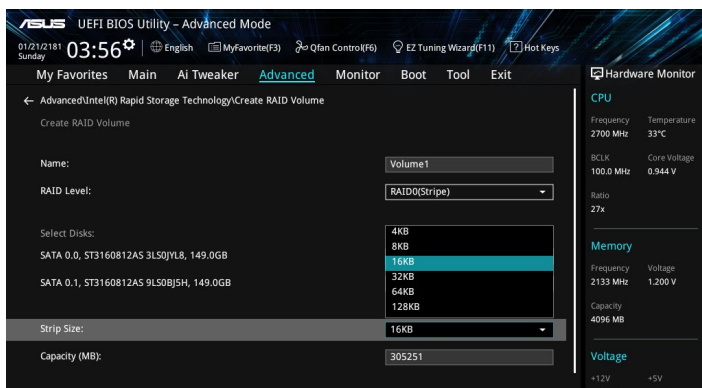 ASUS UEFI BIOS Utility – Advanced Mode
01/21/2181 Sunday 03:56 English MyFavorite(F3) Qfan Control(F6) EZ Tuning Wizard(F11) ? Hot Keys
My Favorites Main Ai Tweaker Advanced Monitor Boot Tool Exit
← Advanced\Intel(R) Rapid Storage Technology\Create RAID Volume
Create RAID Volume
Name: Volume1
RAID Level: RAID0(Stripe)
Select Disks:
SATA 0.0, ST3160812AS 3LS0JYL8, 149.0GB
SATA 0.1, ST3160812AS 9LS0BJ5H, 149.0GB
4KB
8KB
16KB
32KB
64KB
128KB
Strip Size: 16KB
Capacity (MB): 305251
Hardware Monitor
CPU
Frequency Temperature
2700 MHz 33°C
BCLK Core Voltage
100.0 MHz 0.944 V
Ratio
27x
Memory
Frequency Voltage
2133 MHz 1.200 V
Capacity
4096 MB
Voltage
+12V +5V